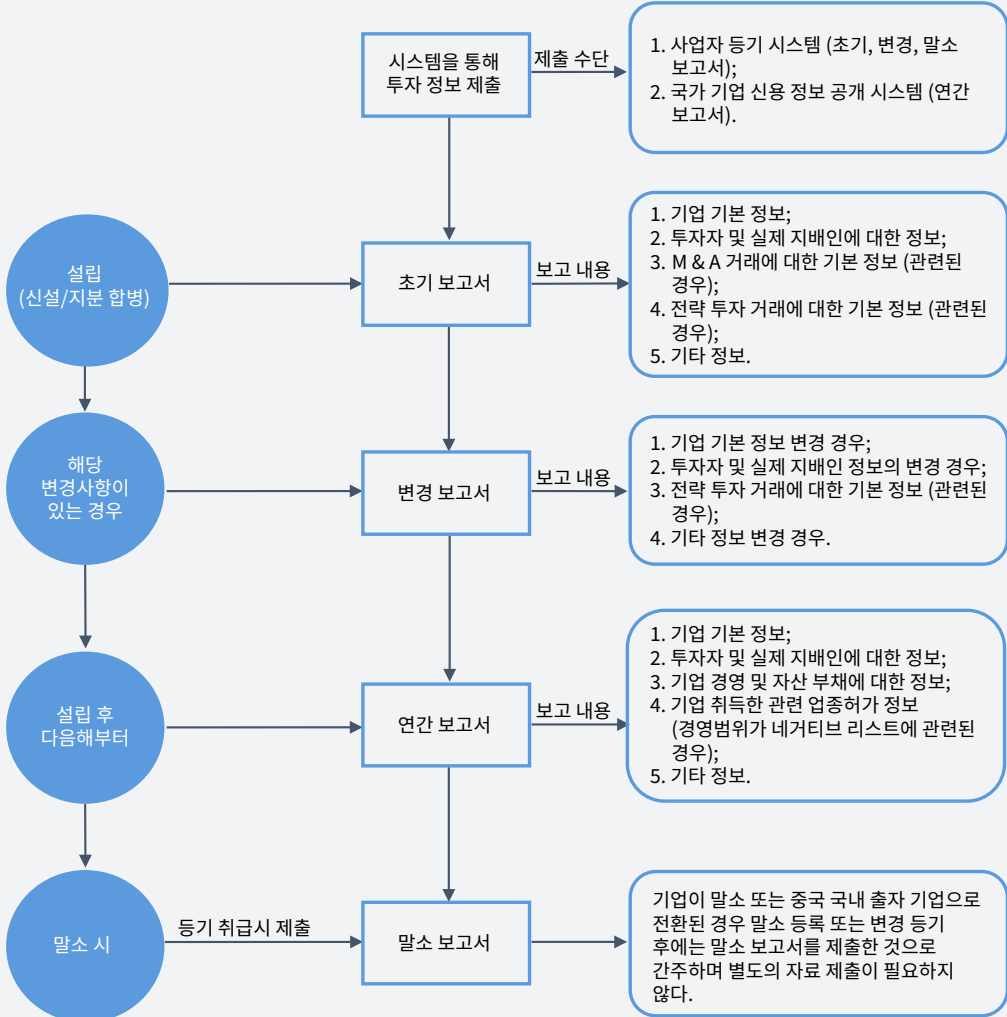 시스템을 통해
투자 정보 제출
제출 수단
1. 사업자 등기 시스템 (초기, 변경, 말소
보고서);
2. 국가 기업 신용 정보 공개 시스템 (연간
보고서).
설립
(신설/지분 합병)
초기 보고서
보고 내용
1. 기업 기본 정보;
2. 투자자 및 실제 지배인에 대한 정보;
3. M & A 거래에 대한 기본 정보 (관련된
경우);
4. 전략 투자 거래에 대한 기본 정보 (관련된
경우);
5. 기타 정보.
해당
변경사항이
있는 경우
변경 보고서
보고 내용
1. 기업 기본 정보 변경 경우;
2. 투자자 및 실제 지배인 정보의 변경 경우;
3. 전략 투자 거래에 대한 기본 정보 (관련된
경우);
4. 기타 정보 변경 경우.
설립 후
다음해부터
연간 보고서
보고 내용
1. 기업 기본 정보;
2. 투자자 및 실제 지배인에 대한 정보;
3. 기업 경영 및 자산 부채에 대한 정보;
4. 기업 취득한 관련 업종허가 정보
(경영범위가 네거티브 리스트에 관련된
경우);
5. 기타 정보.
말소 시
등기 취급시 제출
말소 보고서
기업이 말소 또는 중국 국내 출자 기업으로
전환된 경우 말소 등록 또는 변경 등기
후에는 말소 보고서를 제출한 것으로
간주하며 별도의 자료 제출이 필요하지
않다.